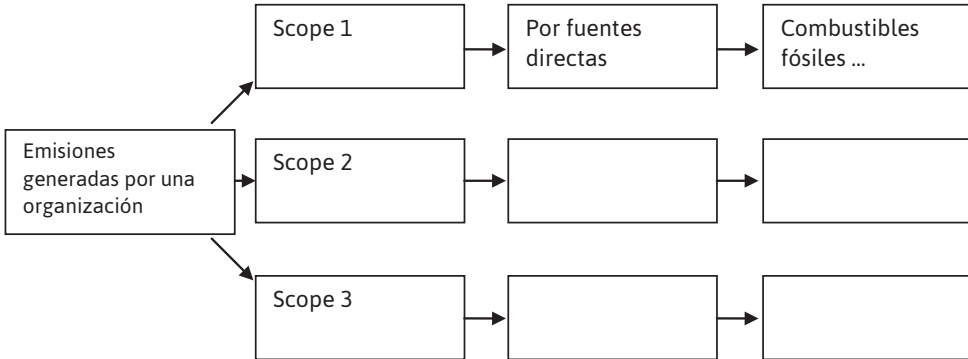 Scope 1
Por fuentes
directas
Combustibles
fósiles ...
Emisiones
generadas por una
organización
Scope 2
Scope 3